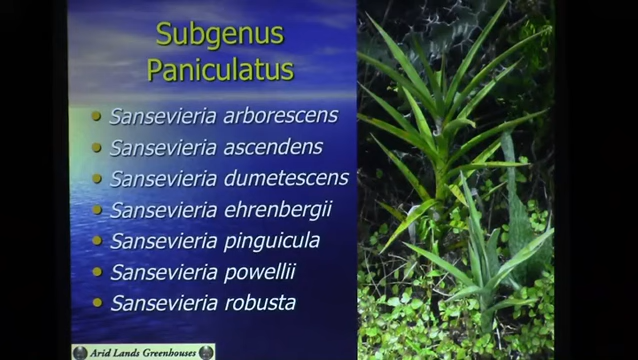 Subgenus
Paniculatus
Sansevieria arborescens
Sansevieria ascendens
Sansevieria dumetescens
Sansevieria ehrenbergii
Sansevieria pinguicula
Sansevieria powellii
Sansevieria robusta
Arid Lands Greenhouses